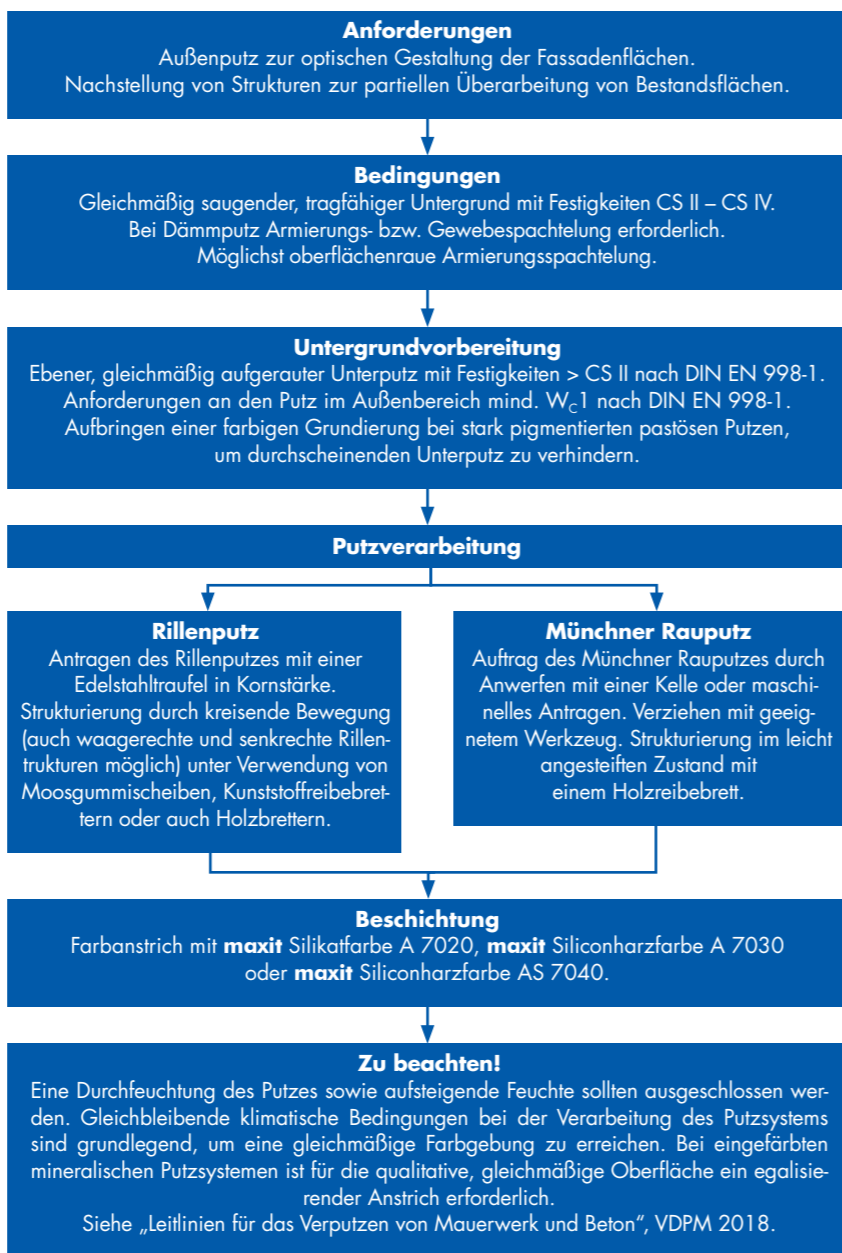 Anforderungen
Außenputz zur optischen Gestaltung der Fassadenflächen.
Nachstellung von Strukturen zur partiellen Überarbeitung von Bestandsflächen.
Bedingungen
Gleichmäßig saugender, tragfähiger Untergrund mit Festigkeiten CS II – CS IV.
Bei Dämmputz Armierungs- bzw. Gewebespachtelung erforderlich.
Möglichst oberflächenraue Armierungsspachtelung.
Untergrundvorbereitung
Ebener, gleichmäßig aufgerauter Unterputz mit Festigkeiten > CS II nach DIN EN 998-1.
Anforderungen an den Putz im Außenbereich mind. W_C1 nach DIN EN 998-1.
Aufbringen einer farbigen Grundierung bei stark pigmentierten pastösen Putzen,
um durchscheinenden Unterputz zu verhindern.
Putzverarbeitung
Rillenputz
Antragen des Rillenputzes mit einer
Edelstahltraufel in Kornstärke.
Strukturierung durch kreisende Bewegung
(auch waagerechte und senkrechte Rillen-
trukturen möglich) unter Verwendung von
Moosgummischeiben, Kunststoffreibebret-
tern oder auch Holzbrettern.
Münchner Rauputz
Auftrag des Münchner Rauputzes durch
Anwerfen mit einer Kelle oder maschi-
nelles Antragen. Verziehen mit geeig-
netem Werkzeug. Strukturierung im leicht
angesteiften Zustand mit
einem Holzreibebrett.
Beschichtung
Farbanstrich mit maxit Silikatfarbe A 7020, maxit Siliconharzfarbe A 7030
oder maxit Siliconharzfarbe AS 7040.
Zu beachten!
Eine Durchfeuchtung des Putzes sowie aufsteigende Feuchte sollten ausgeschlossen wer-
den. Gleichbleibende klimatische Bedingungen bei der Verarbeitung des Putzsystems
sind grundlegend, um eine gleichmäßige Farbgebung zu erreichen. Bei eingefärbten
mineralischen Putzsystemen ist für die qualitative, gleichmäßige Oberfläche ein egalisie-
render Anstrich erforderlich.
Siehe „Leitlinien für das Verputzen von Mauerwerk und Beton“, VDPM 2018.